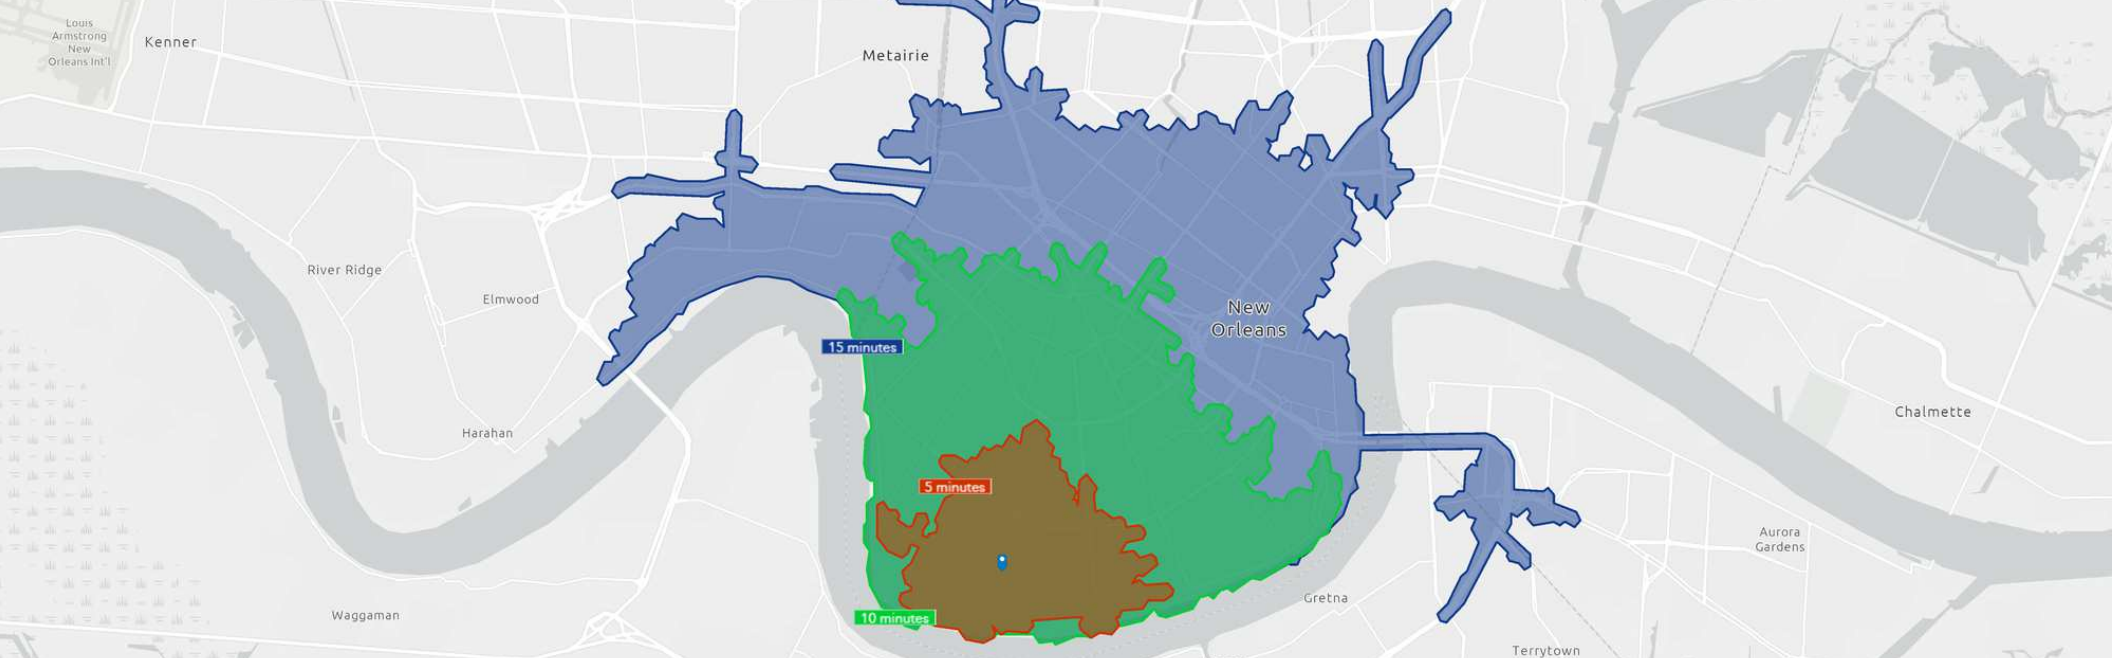 Louis
Armstrong
New
Orleans Int'l
Kenner
Metairie
River Ridge
Elmwood
New
Orleans
15 minutes
Chalmette
Harahan
5 minutes
Aurora
Gardens
Gretna
Waggaman
10 minutes
Terrytown